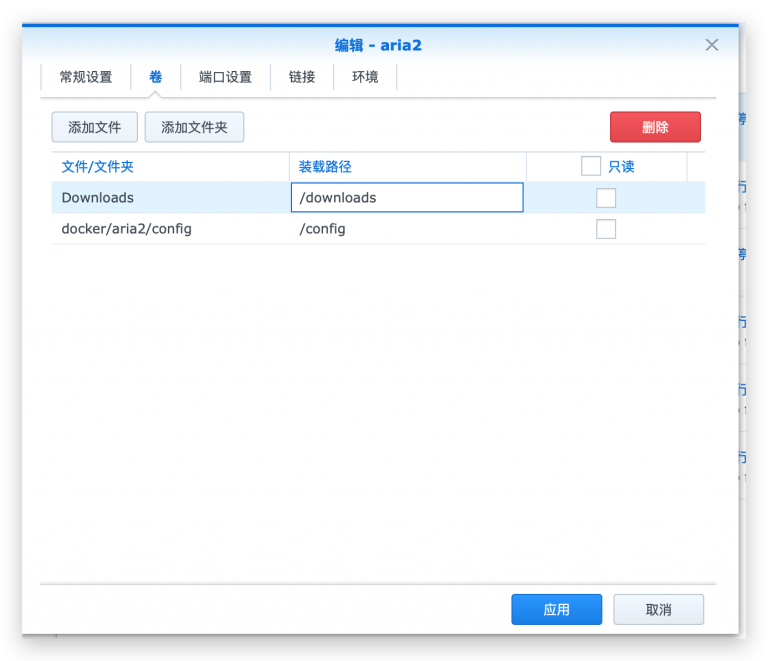 编辑 - aria2
常规设置 卷 端口设置 链接 环境
添加文件 添加文件夹 删除
文件/文件夹 装载路径 只读
Downloads /downloads
docker/aria2/config /config
应用 取消